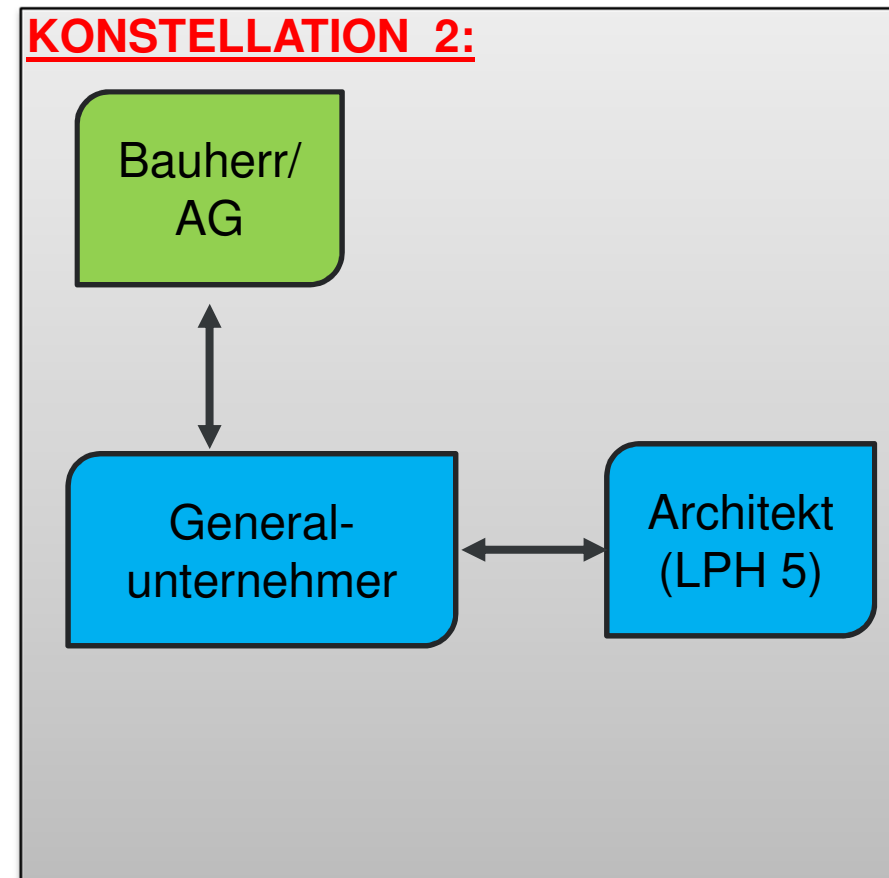 KONSTELLATION 2:
Bauherr/
AG
General-
unternehmer
Architekt
(LPH 5)